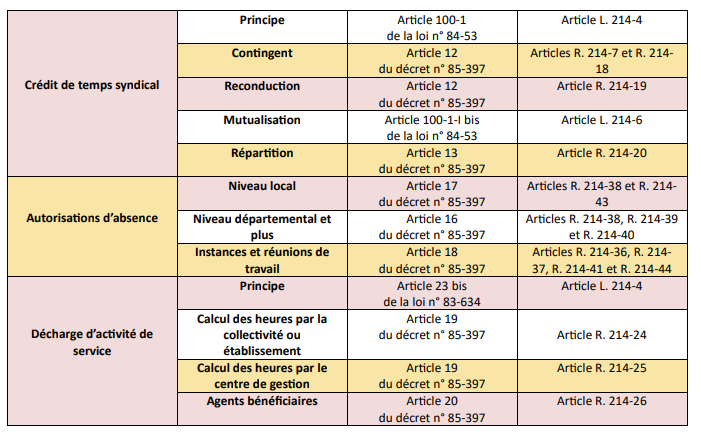 Crédit de temps syndical
Principe
Article 100-1
de la loi n° 84-53
Article L. 214-4
Contingent
Article 12
du décret n° 85-397
Articles R. 214-7 et R. 214-
18
Reconduction
Article 12
du décret n° 85-397
Article R. 214-19
Mutualisation
Article 100-1-I bis
de la loi n° 84-53
Article L. 214-6
Répartition
Article 13
du décret n° 85-397
Article R. 214-20
Autorisations d’absence
Niveau local
Article 17
du décret n° 85-397
Articles R. 214-38 et R. 214-
43
Niveau départemental et
plus
Article 16
du décret n° 85-397
Articles R. 214-38, R. 214-39
et R. 214-40
Instances et réunions de
travail
Article 18
du décret n° 85-397
Articles R. 214-36, R. 214-
37, R. 214-41 et R. 214-44
Décharge d’activité de
service
Principe
Article 23 bis
de la loi n° 83-634
Article L. 214-4
Calcul des heures par la
collectivité ou
établissement
Article 19
du décret n° 85-397
Article R. 214-24
Calcul des heures par le
centre de gestion
Article 19
du décret n° 85-397
Article R. 214-25
Agents bénéficiaires
Article 20
du décret n° 85-397
Article R. 214-26